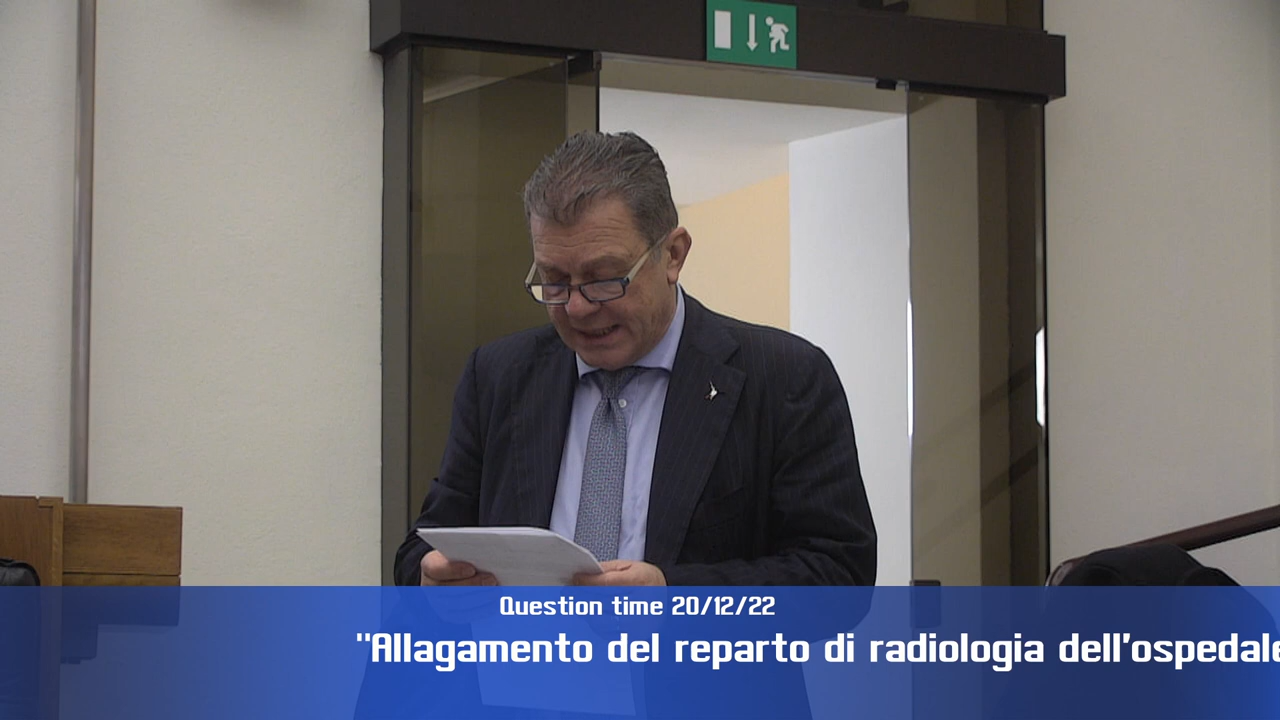 Question time 20/12/22
"Allagamento del reparto di radiologia dell'ospedale